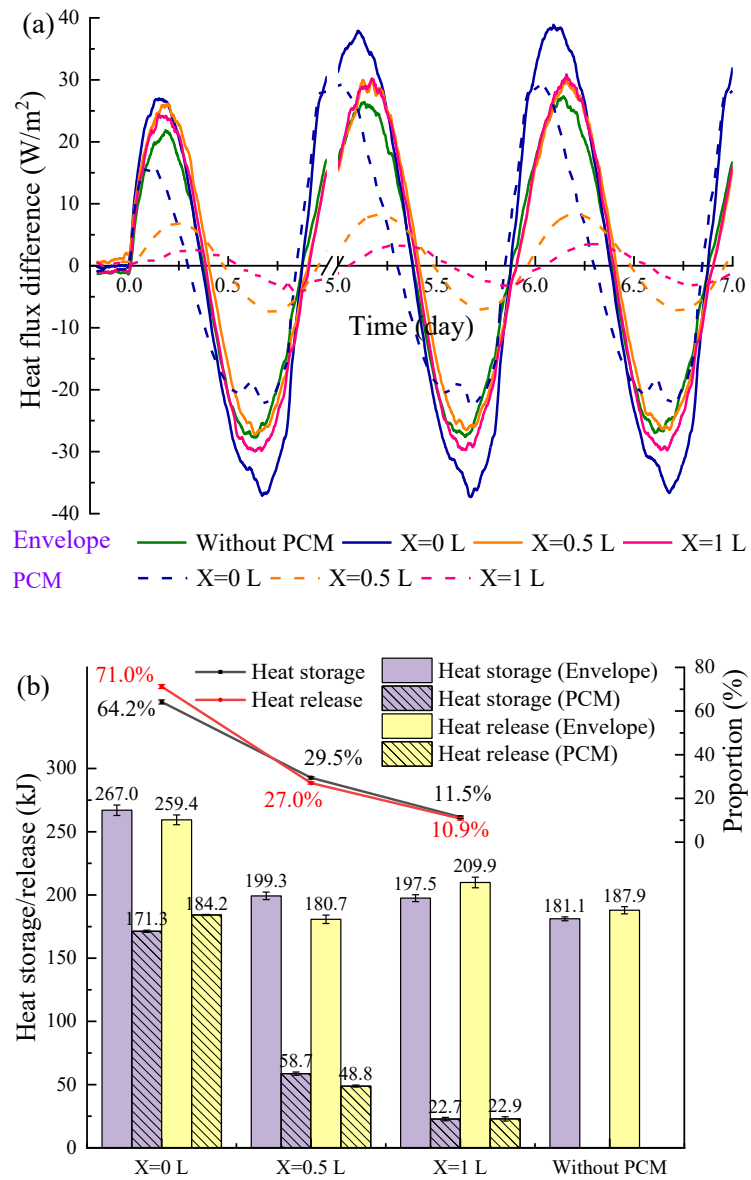 (a)
Heat flux difference (W/m²)
40
30
20
10
0
-10
-20
-30
-40
0.0 0.5 5.0 5.5 6.0 6.5 7.0
Time (day)
Envelope Without PCM X=0 L X=0.5 L X=1 L
PCM X=0 L X=0.5 L X=1 L
(b)
Heat storage
Heat release
Heat storage (Envelope)
Heat storage (PCM)
Heat release (Envelope)
Heat release (PCM)
71.0%
64.2%
29.5%
27.0%
11.5%
10.9%
Proportion (%)
80
60
40
20
0
Heat storage/release (kJ)
300
250
200
150
100
50
0
267.0 259.4
171.3 184.2
199.3 180.7
58.7 48.8
197.5 209.9
22.7 22.9
181.1 187.9
X=0 L X=0.5 L X=1 L Without PCM